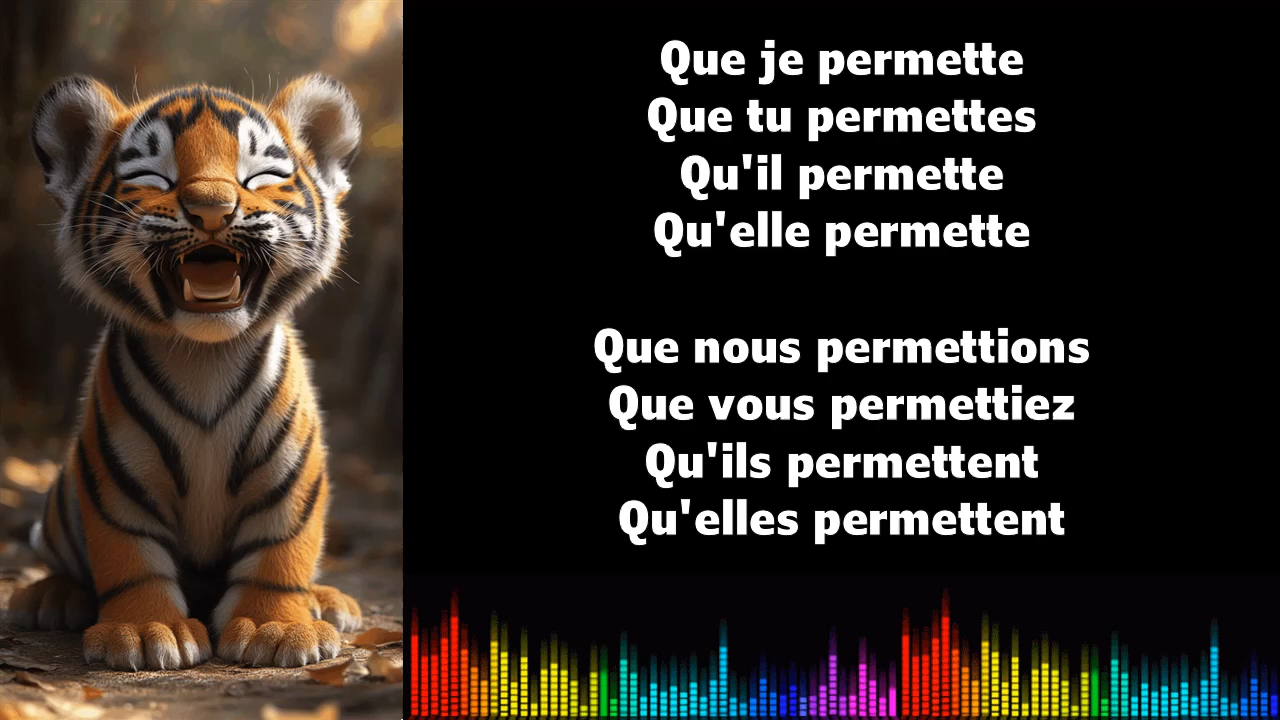 Que je permette
Que tu permettes
Qu'il permette
Qu'elle permette
Que nous permettions
Que vous permettiez
Qu'ils permettent
Qu'elles permettent